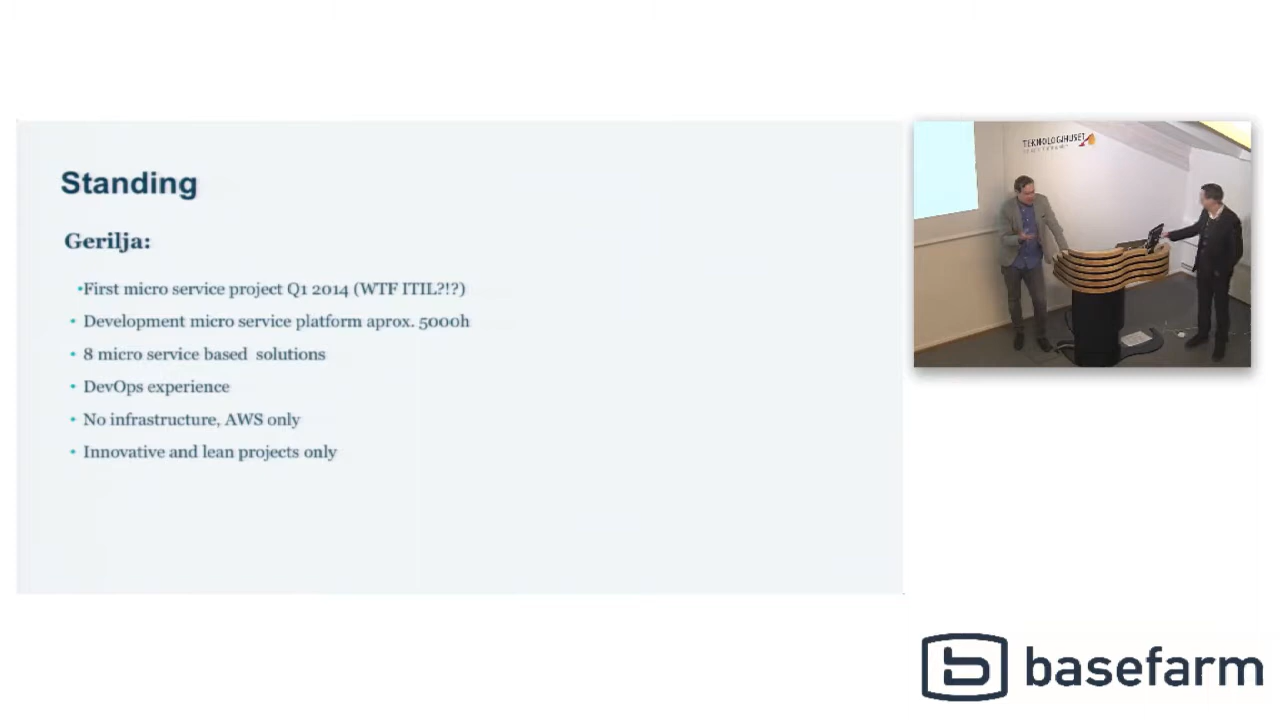 Standing
Gerilja:
•First micro service project Q1 2014 (WTF ITIL?!?)
• Development micro service platform aprox. 5000h
• 8 micro service based solutions
• DevOps experience
• No infrastructure, AWS only
• Innovative and lean projects only
TEKNOLOGIHUSET
basefarm